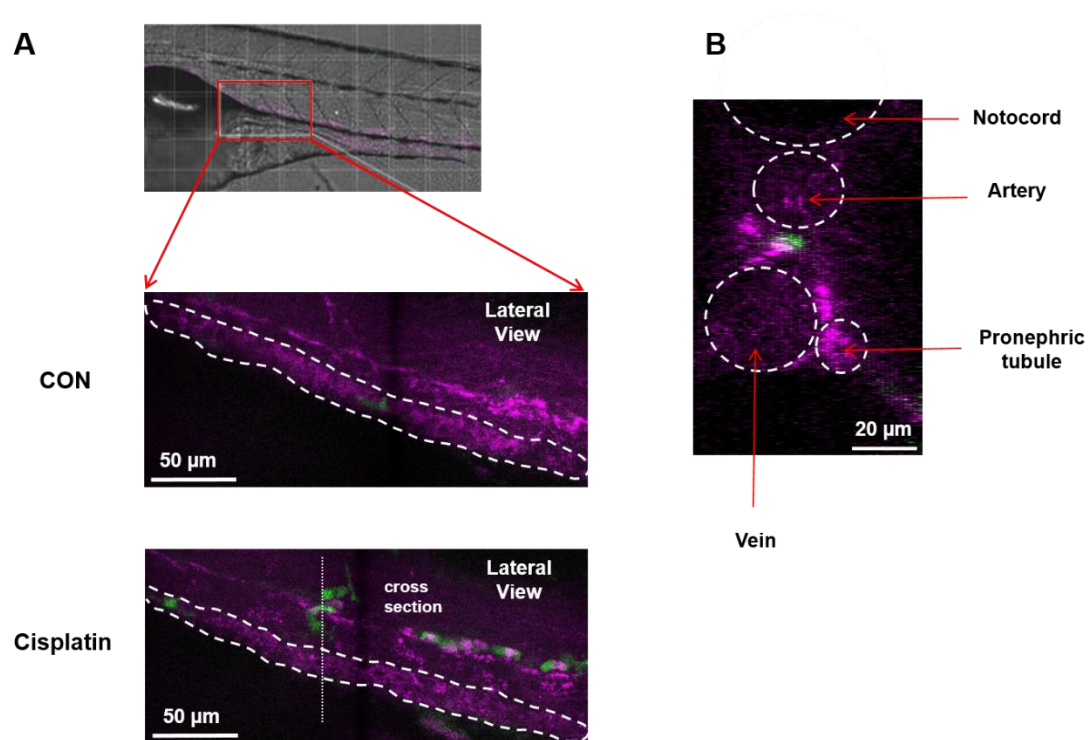 A
B
Notocord
Artery
Pronephric
tubule
20 µm
Vein
CON
Lateral
View
50 µm
Cisplatin
Lateral
View
cross
section
50 µm